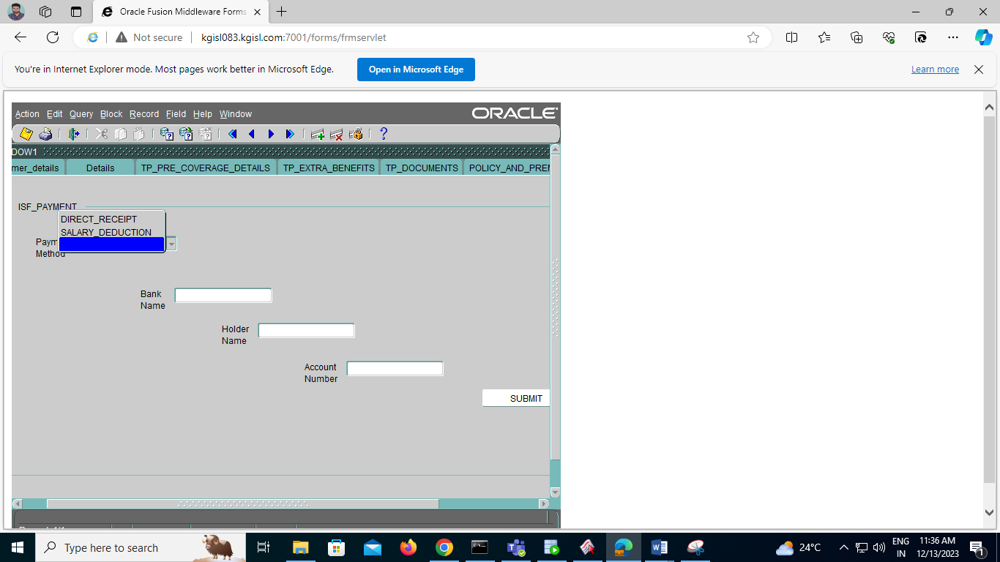 Oracle Fusion Middleware Forms
Not secure
kgisl083.kgisl.com:7001/forms/frmservlet
You're in Internet Explorer mode. Most pages work better in Microsoft Edge.
Open in Microsoft Edge
Learn more
Action Edit Query Block Record Field Help Window
ORACLE
DOW1
mer_details Details TP_PRE_COVERAGE_DETAILS TP_EXTRA_BENEFITS TP_DOCUMENTS POLICY_AND_PREM
ISF_PAYMENT
DIRECT_RECEIPT
SALARY_DEDUCTION
Paym
Method
Bank
Name
Holder
Name
Account
Number
SUBMIT
Type here to search
24°C
ENG
IN
11:36 AM
12/13/2023
1